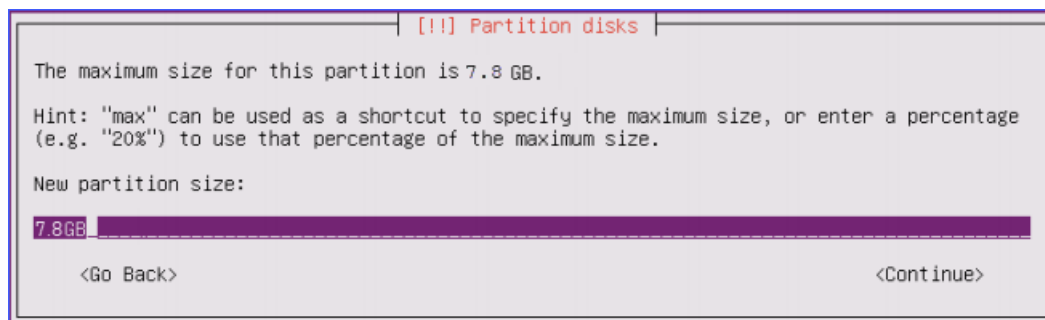 [!!] Partition disks
The maximum size for this partition is 7.8 GB.
Hint: "max" can be used as a shortcut to specify the maximum size, or enter a percentage
(e.g. "20%") to use that percentage of the maximum size.
New partition size:
7.8GB
<Go Back> <Continue>